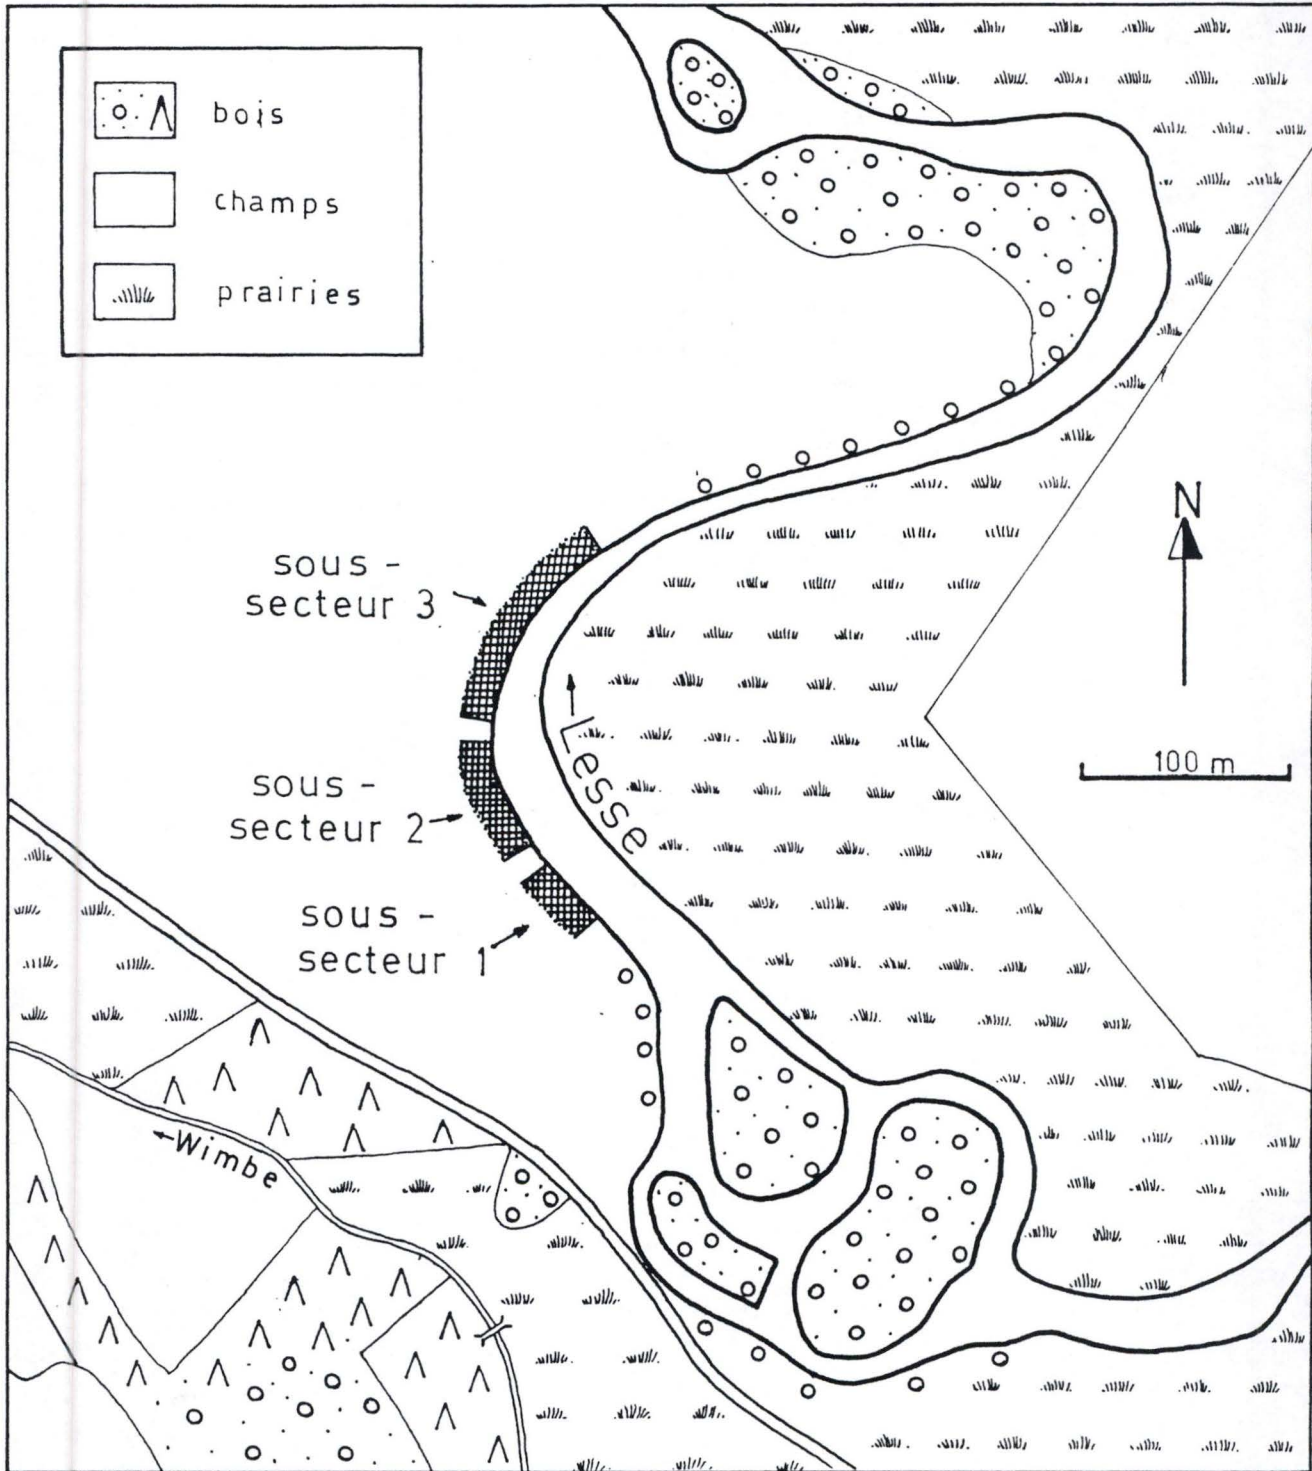 bois
champs
prairies
N
100 m
sous -
secteur 3
Lesse
sous -
secteur 2
sous -
secteur 1
Wimbe